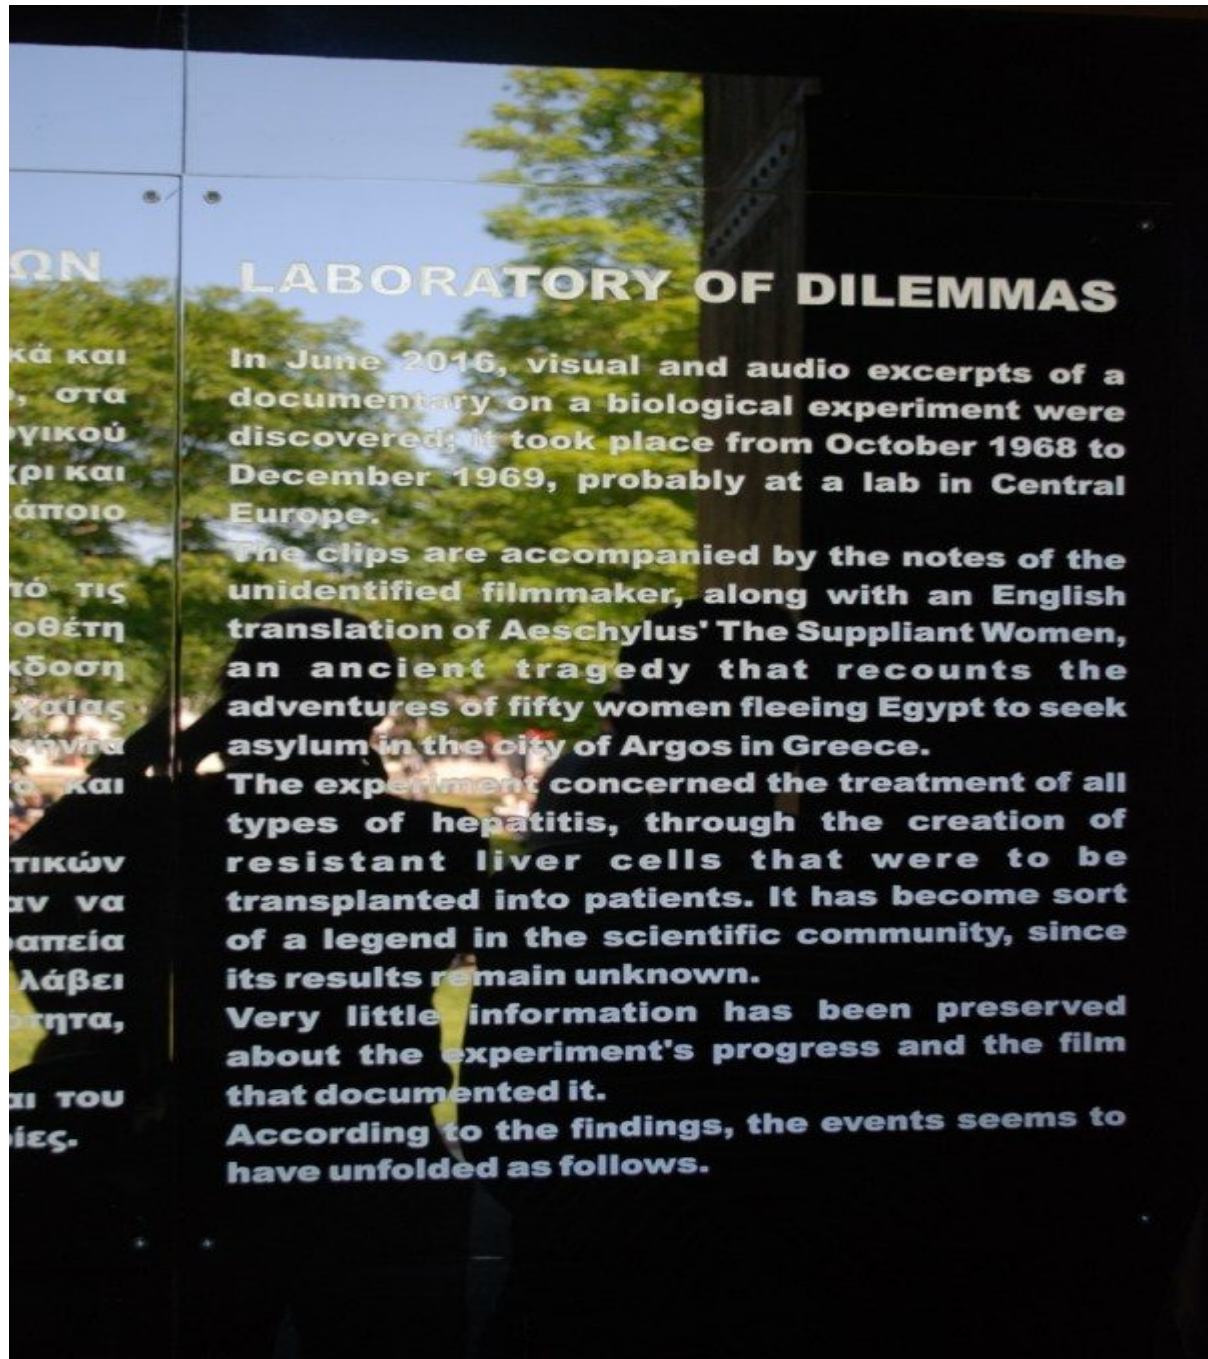 ΩΝ
κά και
, στα
γικού
ρι και
άποιο
τό τις
οθέτη
δοση
χαίας
νήντα
ό και
τικών
αν να
απεία
λάβει
ότητα,
αι του
ίες.
LABORATORY OF DILEMMAS
In June 2016, visual and audio excerpts of a
documentary on a biological experiment were
discovered; it took place from October 1968 to
December 1969, probably at a lab in Central
Europe.
The clips are accompanied by the notes of the
unidentified filmmaker, along with an English
translation of Aeschylus' The Suppliant Women,
an ancient tragedy that recounts the
adventures of fifty women fleeing Egypt to seek
asylum in the city of Argos in Greece.
The experiment concerned the treatment of all
types of hepatitis, through the creation of
resistant liver cells that were to be
transplanted into patients. It has become sort
of a legend in the scientific community, since
its results remain unknown.
Very little information has been preserved
about the experiment's progress and the film
that documented it.
According to the findings, the events seems to
have unfolded as follows.